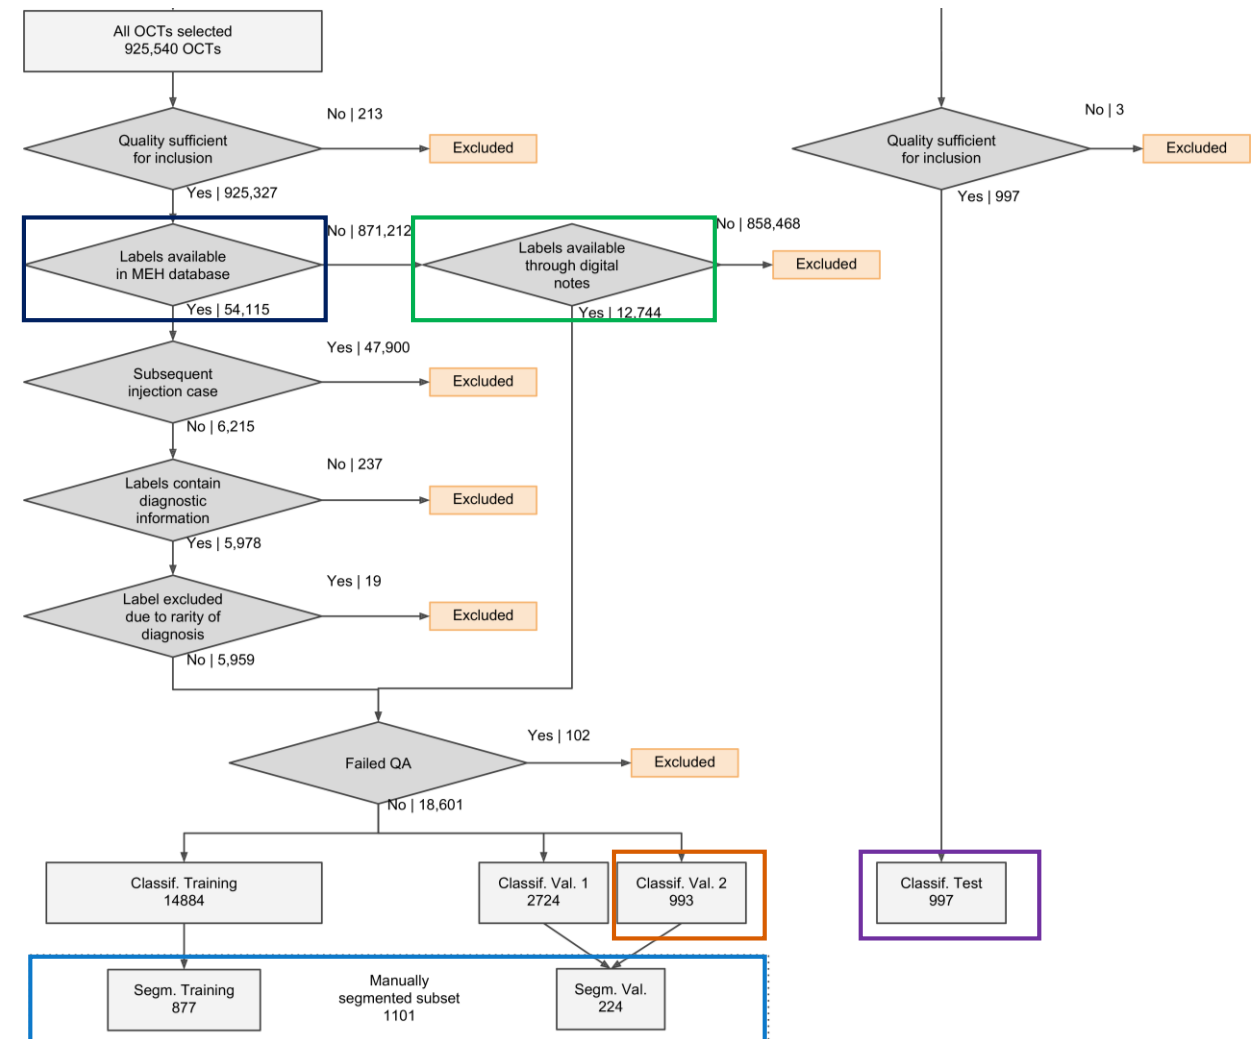 All OCTs selected
925,540 OCTs
No | 213
Quality sufficient
for inclusion
Excluded
Yes | 925,327
No | 3
Quality sufficient
for inclusion
Excluded
Yes | 997
No | 871,212
Labels available
in MEH database
Yes | 54,115
No | 858,468
Labels available
through digital
notes
Excluded
Yes | 12,744
Yes | 47,900
Subsequent
injection case
Excluded
No | 6,215
No | 237
Labels contain
diagnostic
information
Excluded
Yes | 5,978
Yes | 19
Label excluded
due to rarity of
diagnosis
Excluded
No | 5,959
Yes | 102
Failed QA
Excluded
No | 18,601
Classif. Training
14884
Classif. Val. 1
2724
Classif. Val. 2
993
Classif. Test
997
Segm. Training
877
Manually
segmented subset
1101
Segm. Val.
224